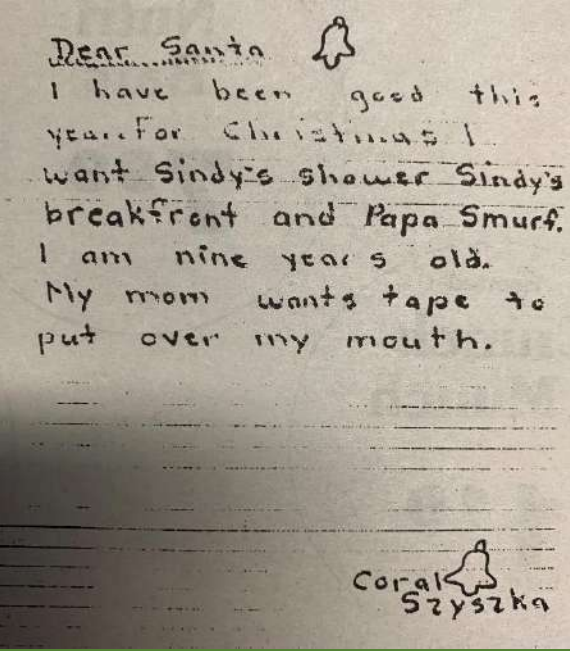 Dear Santa
I have been good this
year. For Christmas I
want Sindy's shower Sindy's
breakfront and Papa Smurf.
I am nine years old.
My mom wants tape to
put over my mouth.
Coral
Szyszka